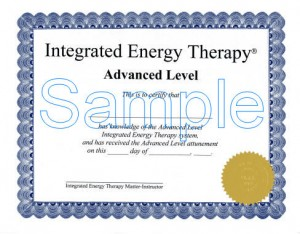 Integrated Energy Therapy®
Advanced Level
This is to certify that
Sample
has knowledge of the Advanced Level
Integrated Energy Therapy system,
and has received the Advanced Level attunement
on this ______ day of __________, _____.
Integrated Energy Therapy Master-Instructor